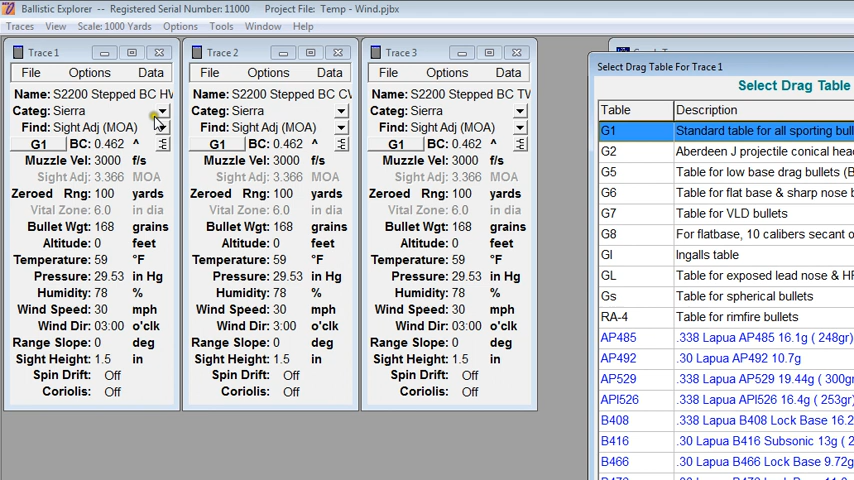 Ballistic Explorer -- Registered Serial Number: 11000 Project File: Temp - Wind.pjbx
Traces View Scale: 1000 Yards Options Tools Window Help
Trace 1
File Options Data
Name: S2200 Stepped BC HW
Categ: Sierra
Find: Sight Adj (MOA)
G1 BC: 0.462 ^
Muzzle Vel: 3000 f/s
Sight Adj: 3.366 MOA
Zeroed Rng: 100 yards
Vital Zone: 6.0 in dia
Bullet Wgt: 168 grains
Altitude: 0 feet
Temperature: 59 °F
Pressure: 29.53 in Hg
Humidity: 78 %
Wind Speed: 30 mph
Wind Dir: 03:00 o'clk
Range Slope: 0 deg
Sight Height: 1.5 in
Spin Drift: Off
Coriolis: Off
Trace 2
File Options Data
Name: S2200 Stepped BC CW
Categ: Sierra
Find: Sight Adj (MOA)
G1 BC: 0.462 ^
Muzzle Vel: 3000 f/s
Sight Adj: 3.366 MOA
Zeroed Rng: 100 yards
Vital Zone: 6.0 in dia
Bullet Wgt: 168 grains
Altitude: 0 feet
Temperature: 59 °F
Pressure: 29.53 in Hg
Humidity: 78 %
Wind Speed: 30 mph
Wind Dir: 3:00 o'clk
Range Slope: 0 deg
Sight Height: 1.5 in
Spin Drift: Off
Coriolis: Off
Trace 3
File Options Data
Name: S2200 Stepped BC TW
Categ: Sierra
Find: Sight Adj (MOA)
G1 BC: 0.462 ^
Muzzle Vel: 3000 f/s
Sight Adj: 3.366 MOA
Zeroed Rng: 100 yards
Vital Zone: 6.0 in dia
Bullet Wgt: 168 grains
Altitude: 0 feet
Temperature: 59 °F
Pressure: 29.53 in Hg
Humidity: 78 %
Wind Speed: 30 mph
Wind Dir: 03:00 o'clk
Range Slope: 0 deg
Sight Height: 1.5 in
Spin Drift: Off
Coriolis: Off
Select Drag Table For Trace 1
Select Drag Table
Table Description
G1 Standard table for all sporting bull
G2 Aberdeen J projectile conical hea
G5 Table for low base drag bullets (B
G6 Table for flat base & sharp nose b
G7 Table for VLD bullets
G8 For flatbase, 10 calibers secant o
GI Ingalls table
GL Table for exposed lead nose & HP
Gs Table for spherical bullets
RA-4 Table for rimfire bullets
AP485 .338 Lapua AP485 16.1g ( 248gr)
AP492 .30 Lapua AP492 10.7g
AP529 .338 Lapua AP529 19.44g ( 300gr
API526 .338 Lapua API526 16.4g ( 253gr)
B408 .338 Lapua B408 Lock Base 16.2
B416 .30 Lapua B416 Subsonic 13g ( 2
B466 .30 Lapua B466 Lock Base 9.72g